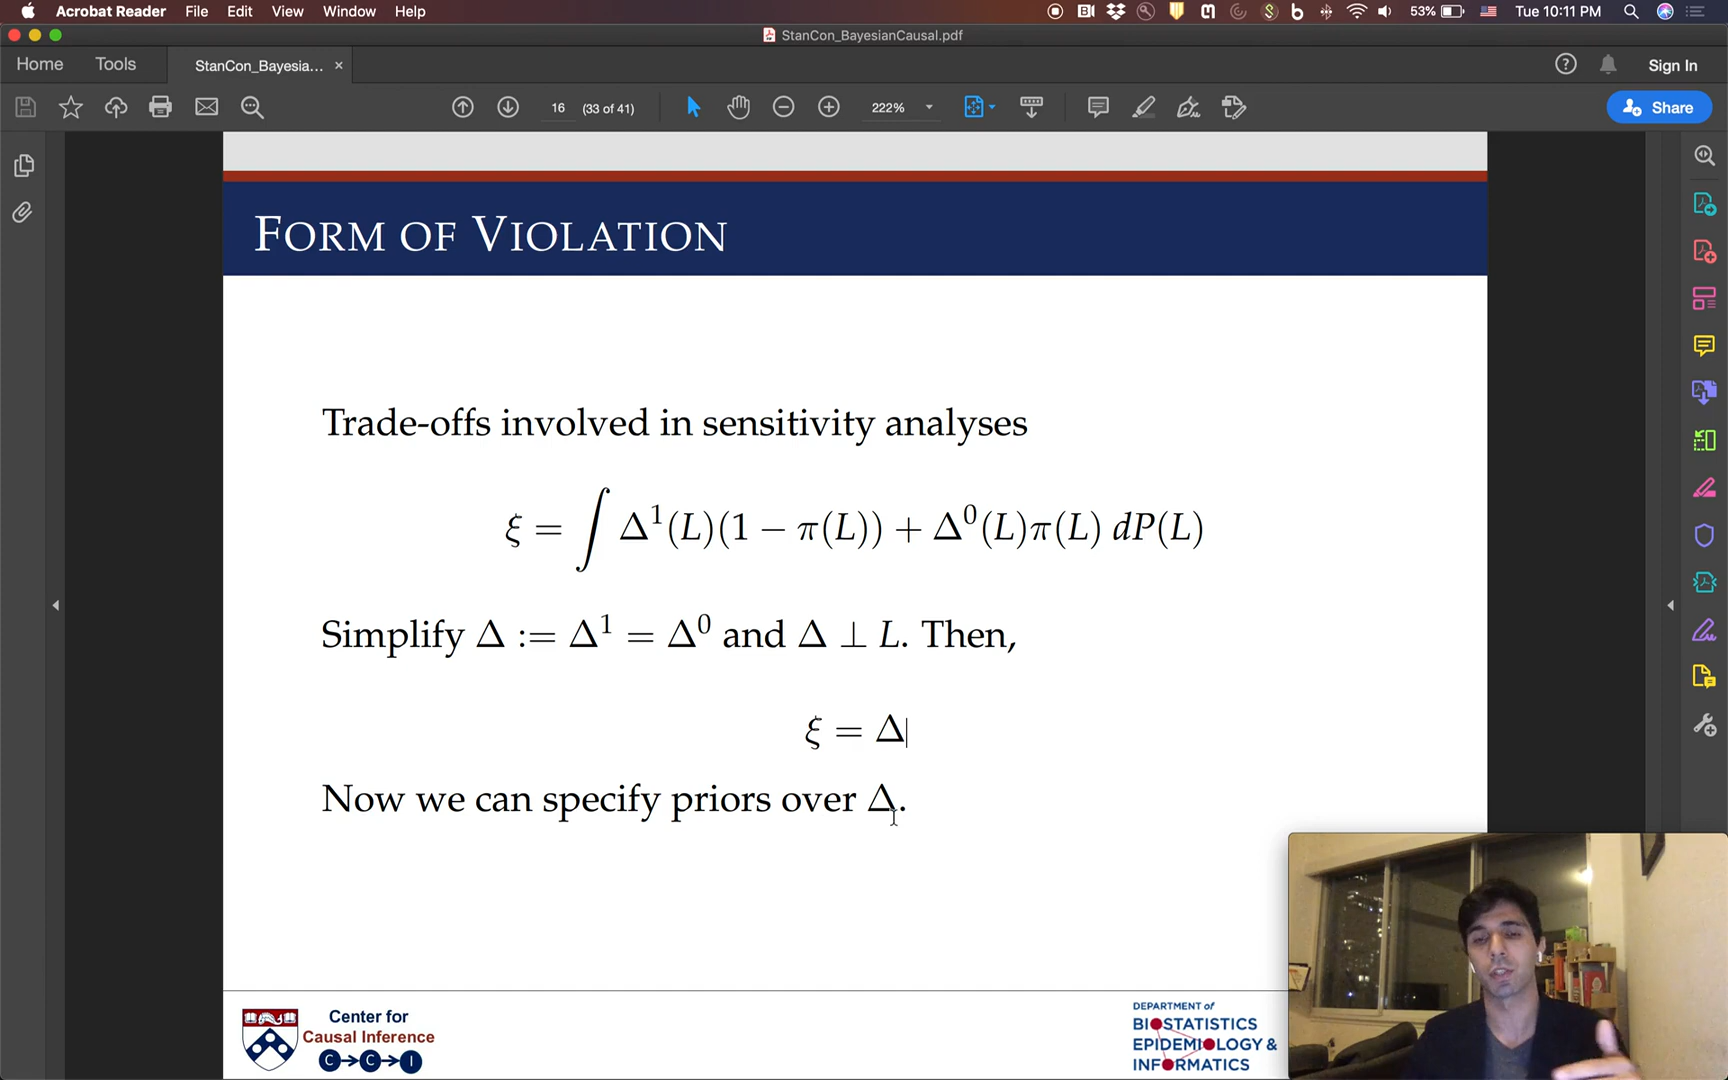 Acrobat Reader File Edit View Window Help 53% Tue 10:11 PM
StanCon_BayesianCausal.pdf
Home Tools StanCon_Bayesia... × Sign In
16 (33 of 41) 222% Share
FORM OF VIOLATION
Trade-offs involved in sensitivity analyses
ξ = ∫ Δ¹(L)(1 − π(L)) + Δ⁰(L)π(L) dP(L)
Simplify Δ := Δ¹ = Δ⁰ and Δ ⊥ L. Then,
ξ = Δ
Now we can specify priors over Δ.
Center for
Causal Inference
C C I
DEPARTMENT of
BIOSTATISTICS
EPIDEMIOLOGY &
INFORMATICS